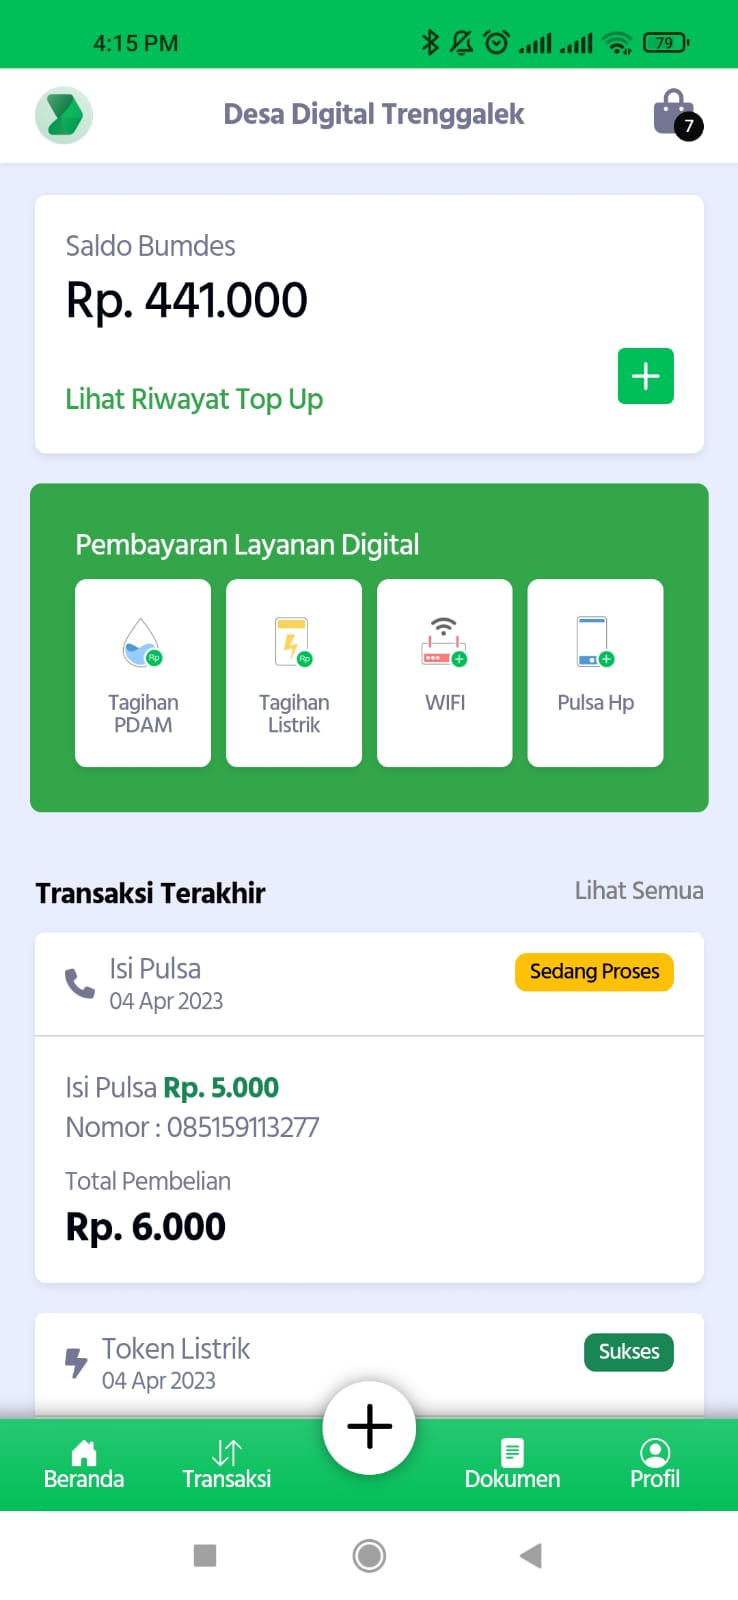 4:15 PM
79
Desa Digital Trenggalek
7
Saldo Bumdes
Rp. 441.000
Lihat Riwayat Top Up
Pembayaran Layanan Digital
Rp
Tagihan
PDAM
Rp
Tagihan
Listrik
WIFI
Pulsa Hp
Transaksi Terakhir
Lihat Semua
Isi Pulsa
Sedang Proses
04 Apr 2023
Isi Pulsa Rp. 5.000
Nomor : 085159113277
Total Pembelian
Rp. 6.000
Token Listrik
Sukses
04 Apr 2023
Beranda
Transaksi
Dokumen
Profil